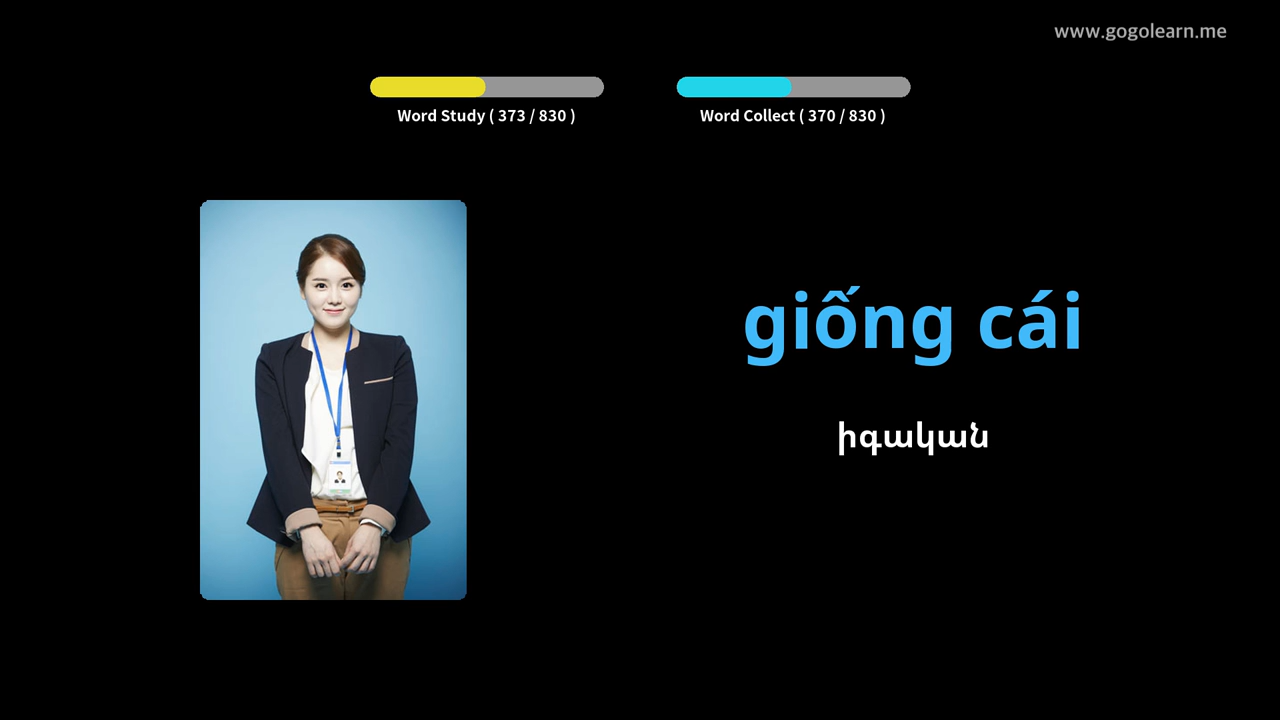 www.gogolearn.me
Word Study ( 373 / 830 )
Word Collect ( 370 / 830 )
giống cái
իգական